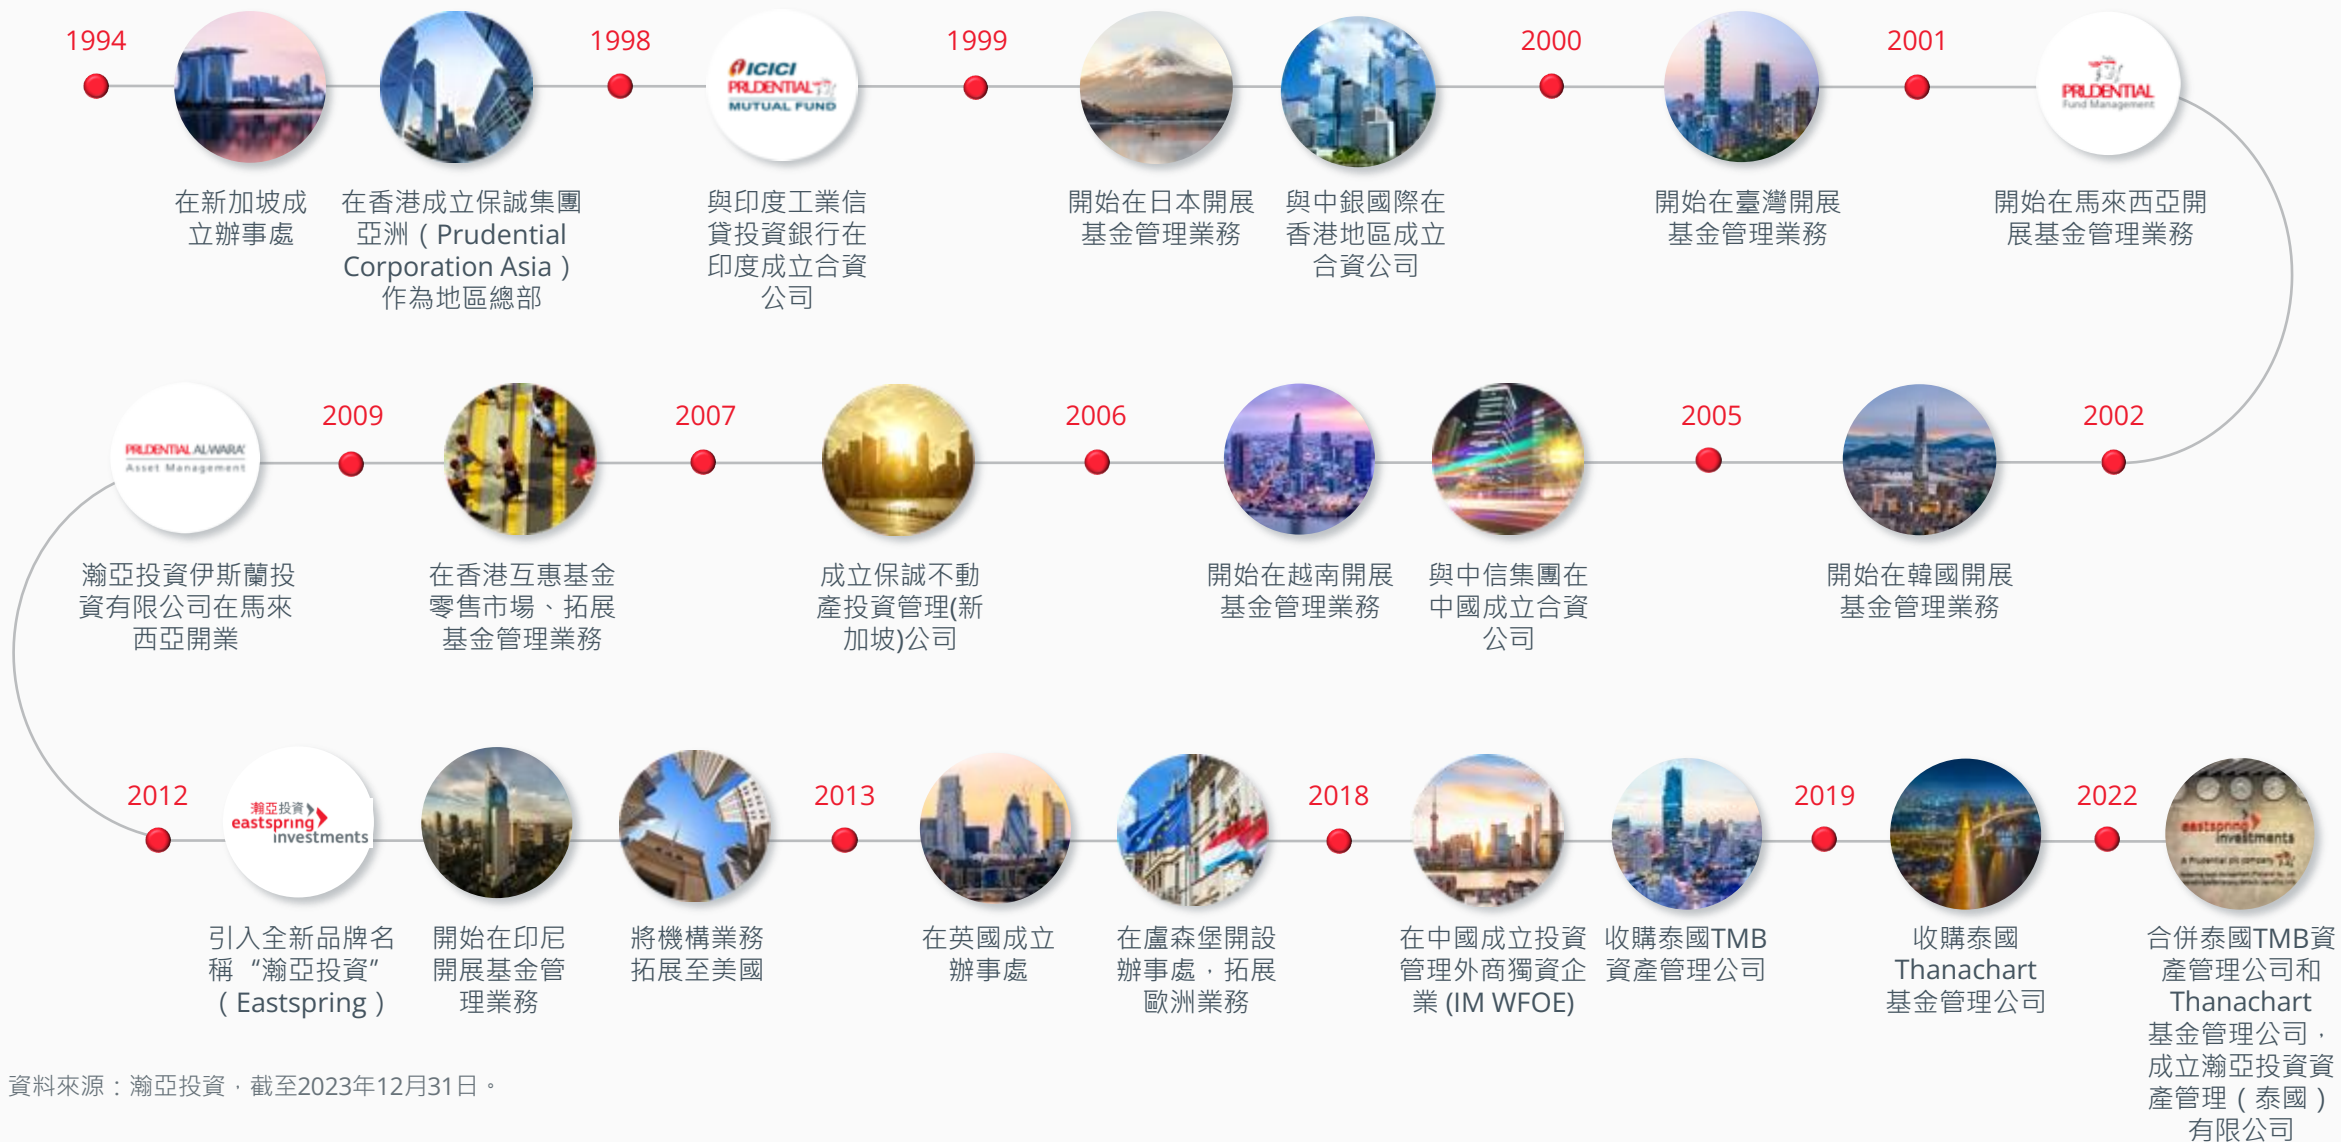 1994
在新加坡成
立辦事處
在香港成立保誠集團
亞洲（Prudential
Corporation Asia）
作為地區總部
1998
ICICI
PRUDENTIAL
MUTUAL FUND
與印度工業信
貸投資銀行在
印度成立合資
公司
1999
開始在日本開展
基金管理業務
與中銀國際在
香港地區成立
合資公司
2000
開始在臺灣開展
基金管理業務
2001
PRUDENTIAL
Fund Management
開始在馬來西亞開
展基金管理業務
2002
開始在韓國開展
基金管理業務
2005
與中信集團在
中國成立合資
公司
開始在越南開展
基金管理業務
2006
成立保誠不動
產投資管理(新
加坡)公司
2007
在香港互惠基金
零售市場、拓展
基金管理業務
2009
PRUDENTIAL AL-WARA'
Asset Management
瀚亞投資伊斯蘭投
資有限公司在馬來
西亞開業
2012
瀚亞投資
eastspring
investments
引入全新品牌名
稱“瀚亞投資”
（Eastspring）
開始在印尼
開展基金管
理業務
將機構業務
拓展至美國
2013
在英國成立
辦事處
在盧森堡開設
辦事處，拓展
歐洲業務
2018
在中國成立投資
管理外商獨資企
業 (IM WFOE)
收購泰國TMB
資產管理公司
2019
收購泰國
Thanachart
基金管理公司
2022
eastspring
investments
A Prudential plc company
合併泰國TMB資
產管理公司和
Thanachart
基金管理公司，
成立瀚亞投資資
產管理（泰國）
有限公司
資料來源：瀚亞投資，截至2023年12月31日。